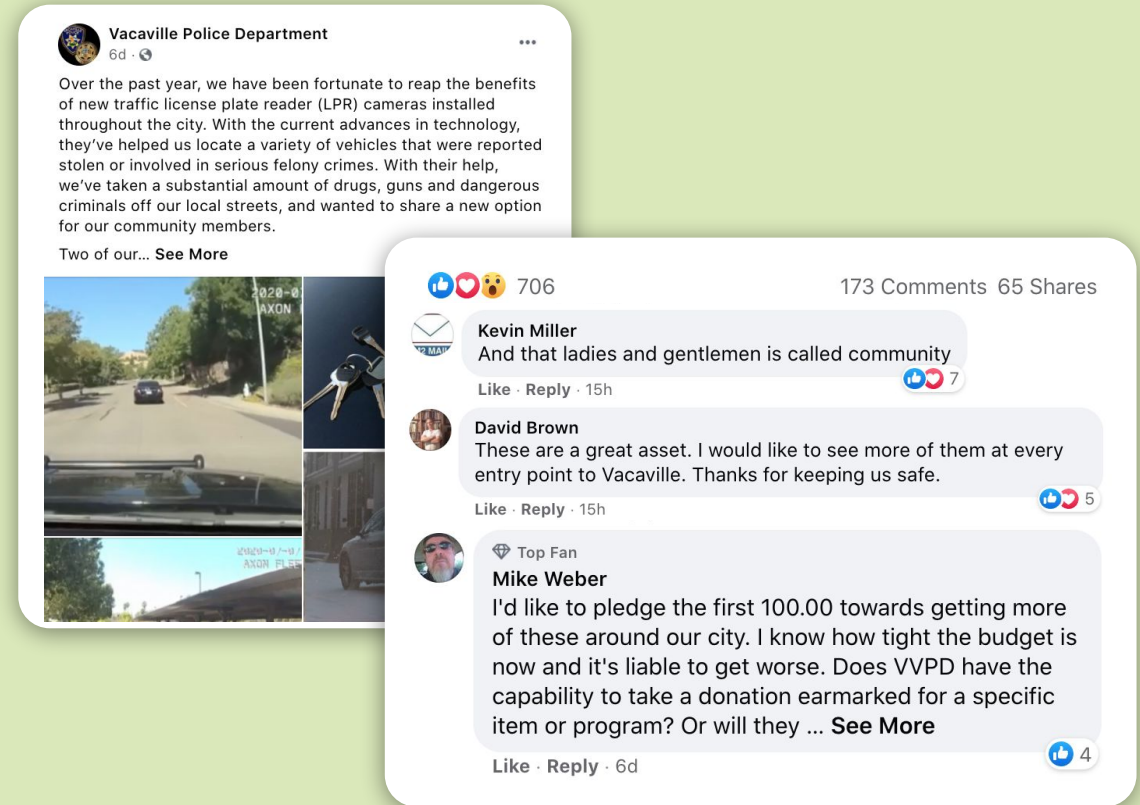 Vacaville Police Department
6d ·
Over the past year, we have been fortunate to reap the benefits
of new traffic license plate reader (LPR) cameras installed
throughout the city. With the current advances in technology,
they've helped us locate a variety of vehicles that were reported
stolen or involved in serious felony crimes. With their help,
we've taken a substantial amount of drugs, guns and dangerous
criminals off our local streets, and wanted to share a new option
for our community members.
Two of our... See More
AXON
AXON
706
173 Comments 65 Shares
Kevin Miller
And that ladies and gentlemen is called community
7
Like · Reply · 15h
David Brown
These are a great asset. I would like to see more of them at every
entry point to Vacaville. Thanks for keeping us safe.
5
Like · Reply · 15h
Top Fan
Mike Weber
I'd like to pledge the first 100.00 towards getting more
of these around our city. I know how tight the budget is
now and it's liable to get worse. Does VVPD have the
capability to take a donation earmarked for a specific
item or program? Or will they ... See More
4
Like · Reply · 6d